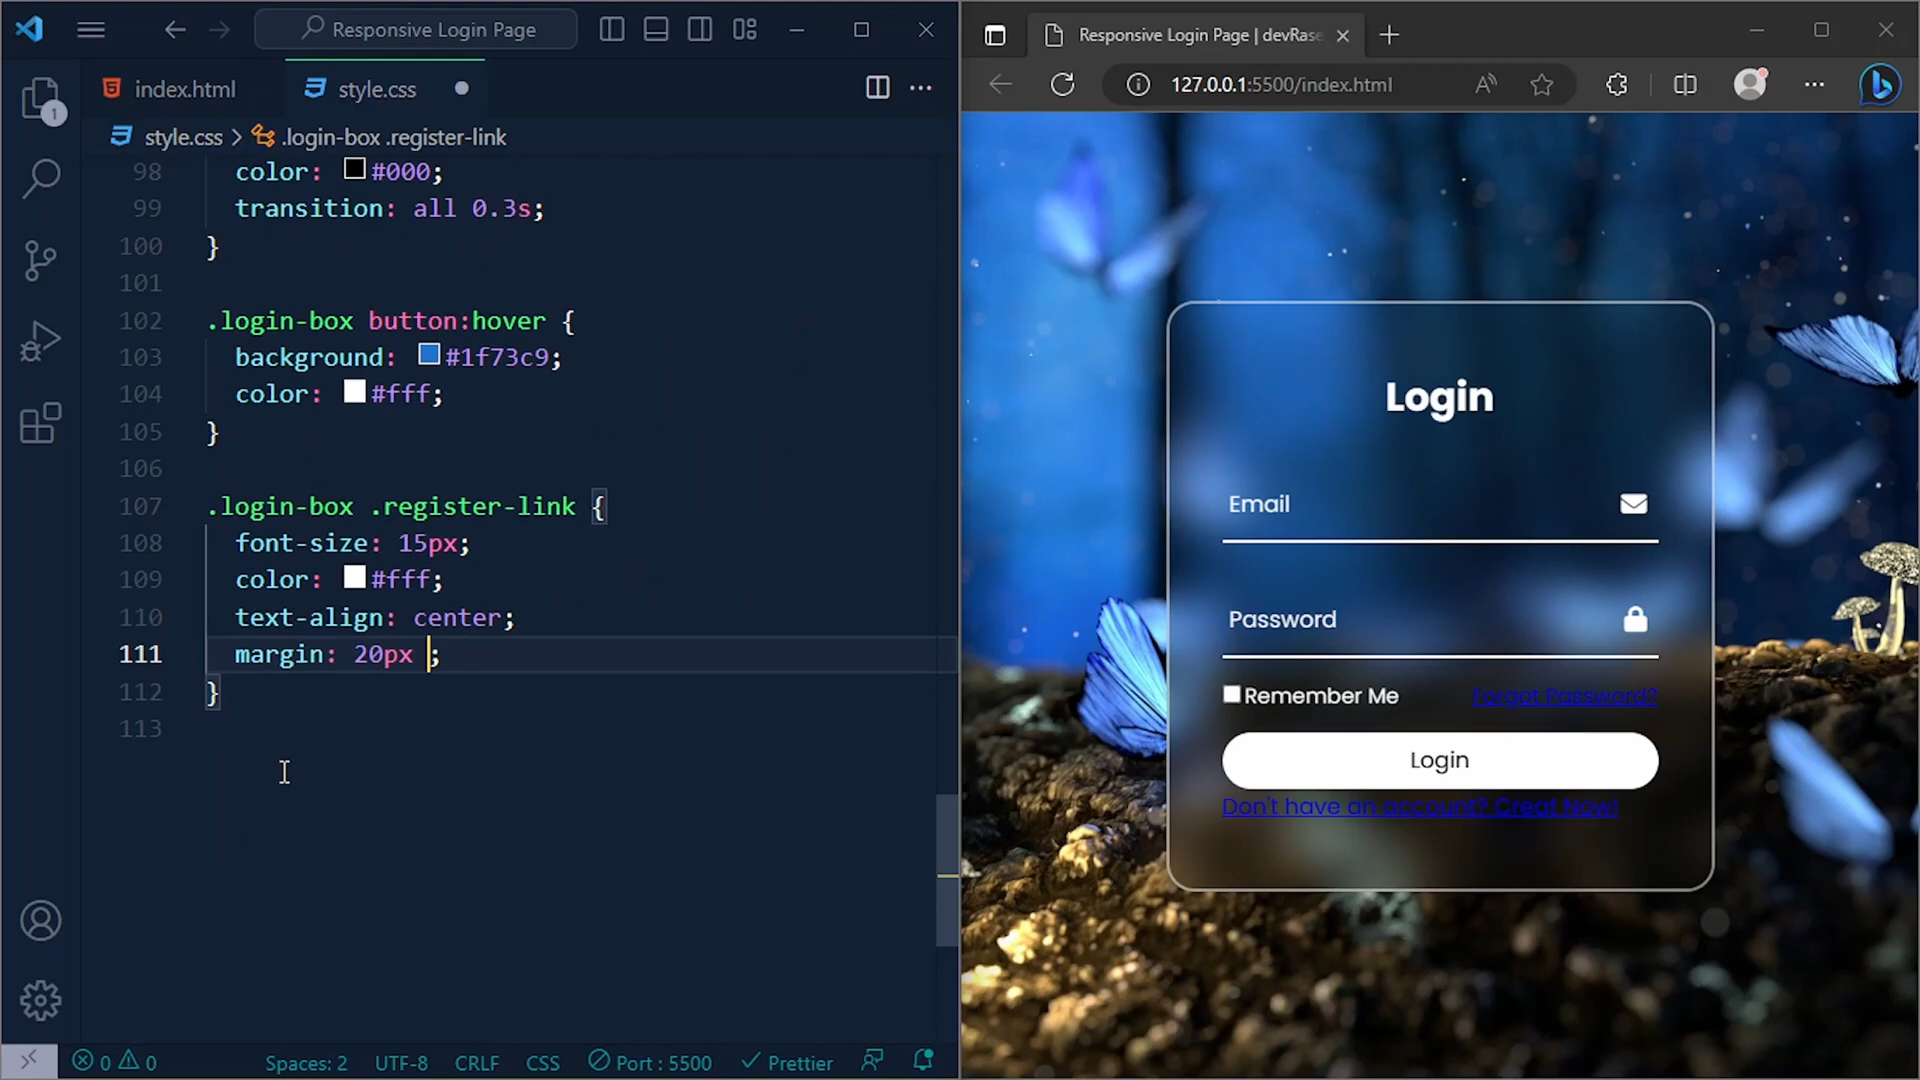 Responsive Login Page
index.html
style.css
1
style.css > .login-box .register-link
98 color: #000;
99 transition: all 0.3s;
100 }
101
102 .login-box button:hover {
103 background: #1f73c9;
104 color: #fff;
105 }
106
107 .login-box .register-link {
108 font-size: 15px;
109 color: #fff;
110 text-align: center;
111 margin: 20px ;
112 }
113
0 0 Spaces: 2 UTF-8 CRLF CSS Port : 5500 Prettier
Responsive Login Page | devRase
127.0.0.1:5500/index.html
Login
Email
Password
Remember Me Forgot Password?
Login
Don't have an account? Creat Now!